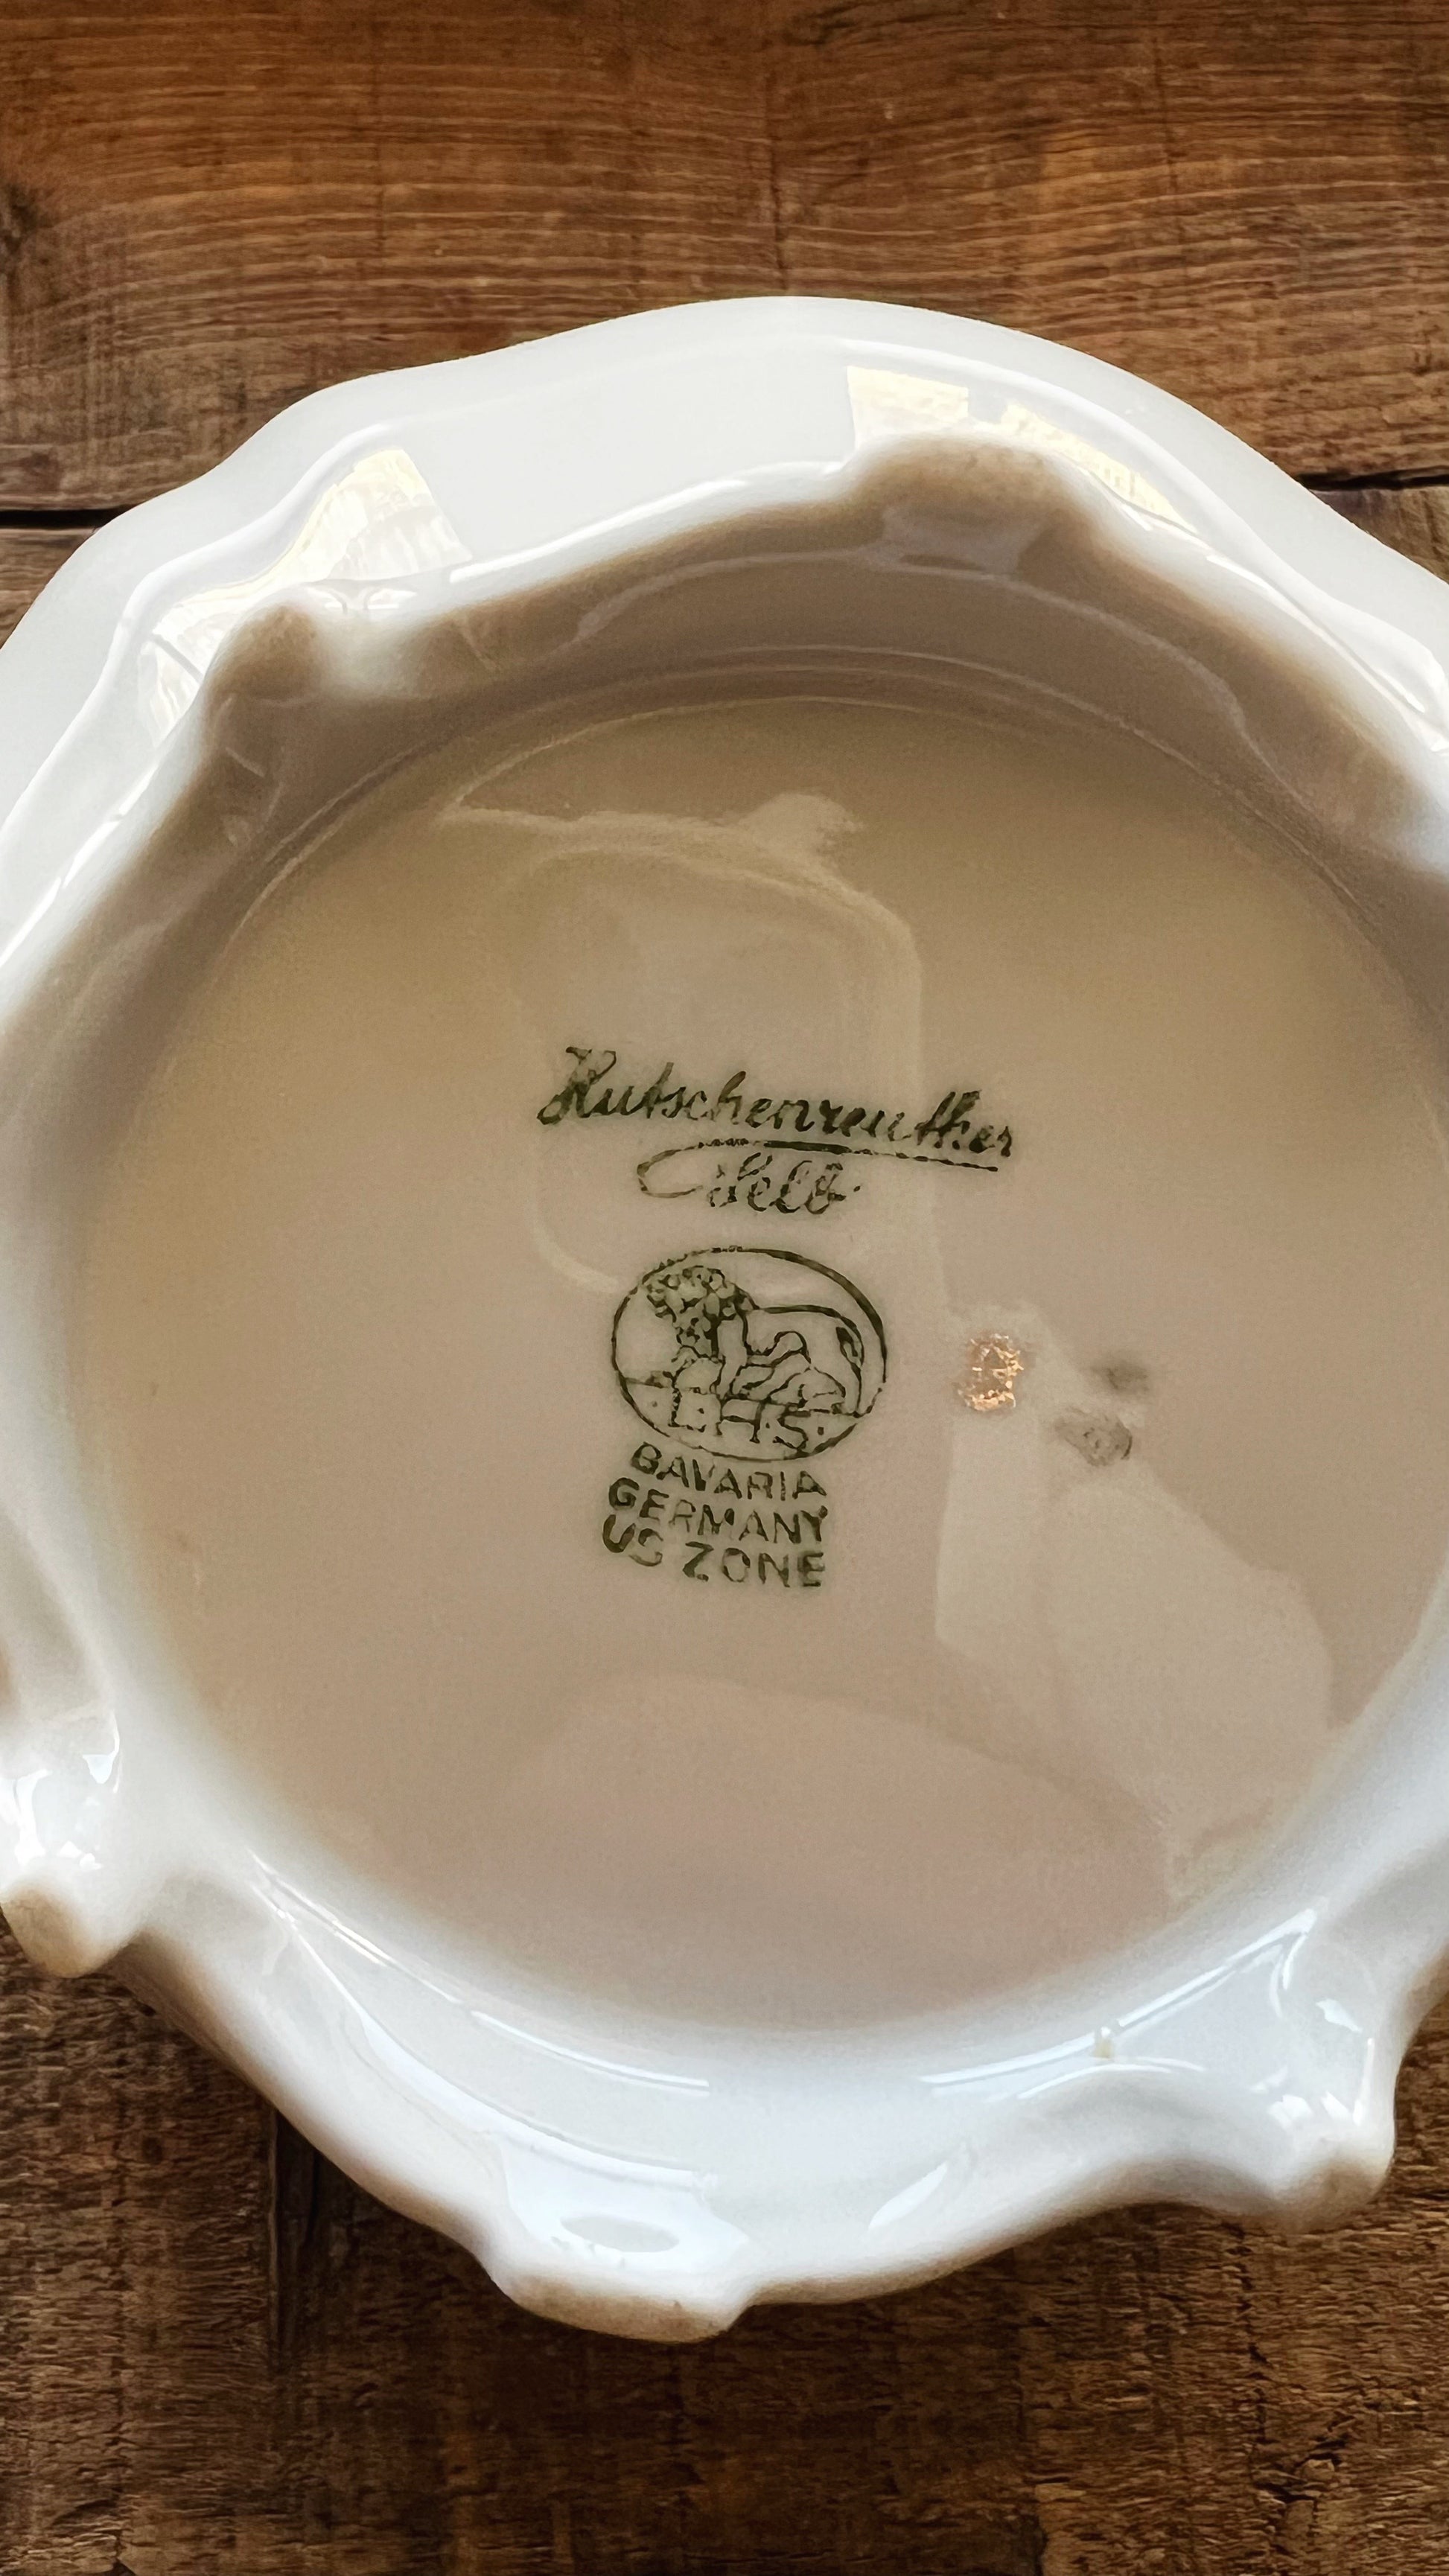 Hutschenreuther
Selb
L·H·S·
BAVARIA
GERMANY
US ZONE